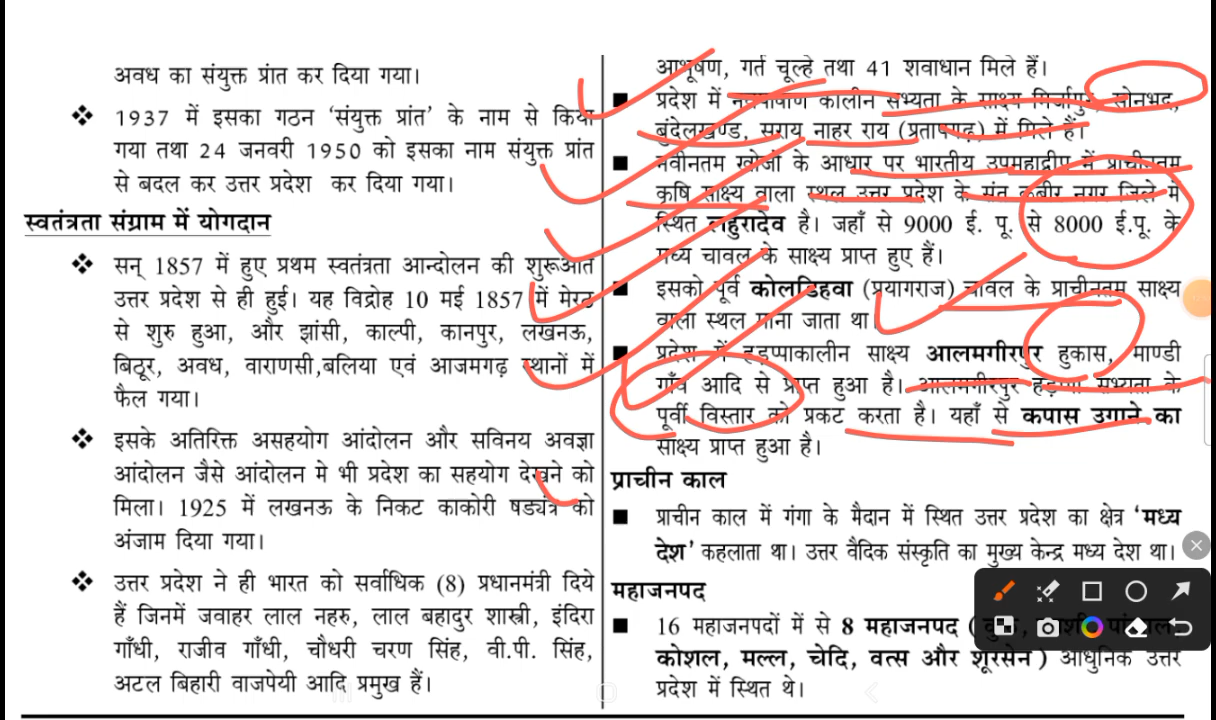 अवध का संयुक्त प्रांत कर दिया गया।
❖ 1937 में इसका गठन ‘संयुक्त प्रांत’ के नाम से किया
गया तथा 24 जनवरी 1950 को इसका नाम संयुक्त प्रांत
से बदल कर उत्तर प्रदेश कर दिया गया।
स्वतंत्रता संग्राम में योगदान
❖ सन् 1857 में हुए प्रथम स्वतंत्रता आन्दोलन की शुरूआत
उत्तर प्रदेश से ही हुई। यह विद्रोह 10 मई 1857 में मेरठ
से शुरु हुआ, और झांसी, काल्पी, कानपुर, लखनऊ,
बिठूर, अवध, वाराणसी,बलिया एवं आजमगढ़ स्थानों में
फैल गया।
❖ इसके अतिरिक्त असहयोग आंदोलन और सविनय अवज्ञा
आंदोलन जैसे आंदोलन मे भी प्रदेश का सहयोग देखने को
मिला। 1925 में लखनऊ के निकट काकोरी षड्यंत्र को
अंजाम दिया गया।
❖ उत्तर प्रदेश ने ही भारत को सर्वाधिक (8) प्रधानमंत्री दिये
हैं जिनमें जवाहर लाल नहरु, लाल बहादुर शास्त्री, इंदिरा
गाँधी, राजीव गाँधी, चौधरी चरण सिंह, वी.पी. सिंह,
अटल बिहारी वाजपेयी आदि प्रमुख हैं।
आभूषण, गर्त चूल्हे तथा 41 शवाधान मिले हैं।
■ प्रदेश में नवपाषाण कालीन सभ्यता के साक्ष्य मिर्जापुर, सोनभद्र,
बुंदेलखण्ड, सराय नाहर राय (प्रतापगढ़) में मिले हैं।
■ नवीनतम खोजों के आधार पर भारतीय उपमहाद्वीप में प्राचीनतम
कृषि साक्ष्य वाला स्थल उत्तर प्रदेश के संत कबीर नगर जिले में
स्थित लहुरादेव है। जहाँ से 9000 ई. पू. से 8000 ई.पू. के
मध्य चावल के साक्ष्य प्राप्त हुए हैं।
■ इसको पूर्व कोलडिहवा (प्रयागराज) चावल के प्राचीनतम साक्ष्य
वाला स्थल माना जाता था।
■ प्रदेश में हड़प्पाकालीन साक्ष्य आलमगीरपुर हुकास, माण्डी
गाँव आदि से प्राप्त हुआ है। आलमगीरपुर हड़प्पा सभ्यता के
पूर्वी विस्तार को प्रकट करता है। यहाँ से कपास उगाने का
साक्ष्य प्राप्त हुआ है।
प्राचीन काल
■ प्राचीन काल में गंगा के मैदान में स्थित उत्तर प्रदेश का क्षेत्र ‘मध्य
देश’ कहलाता था। उत्तर वैदिक संस्कृति का मुख्य केन्द्र मध्य देश था।
महाजनपद
■ 16 महाजनपदों में से 8 महाजनपद (
कोशल, मल्ल, चेदि, वत्स और शूरसेन) आधुनिक उत्तर
प्रदेश में स्थित थे।